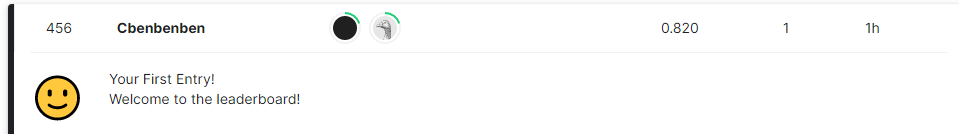 456 Cbenbenben 0.820 1 1h
Your First Entry!
Welcome to the leaderboard!